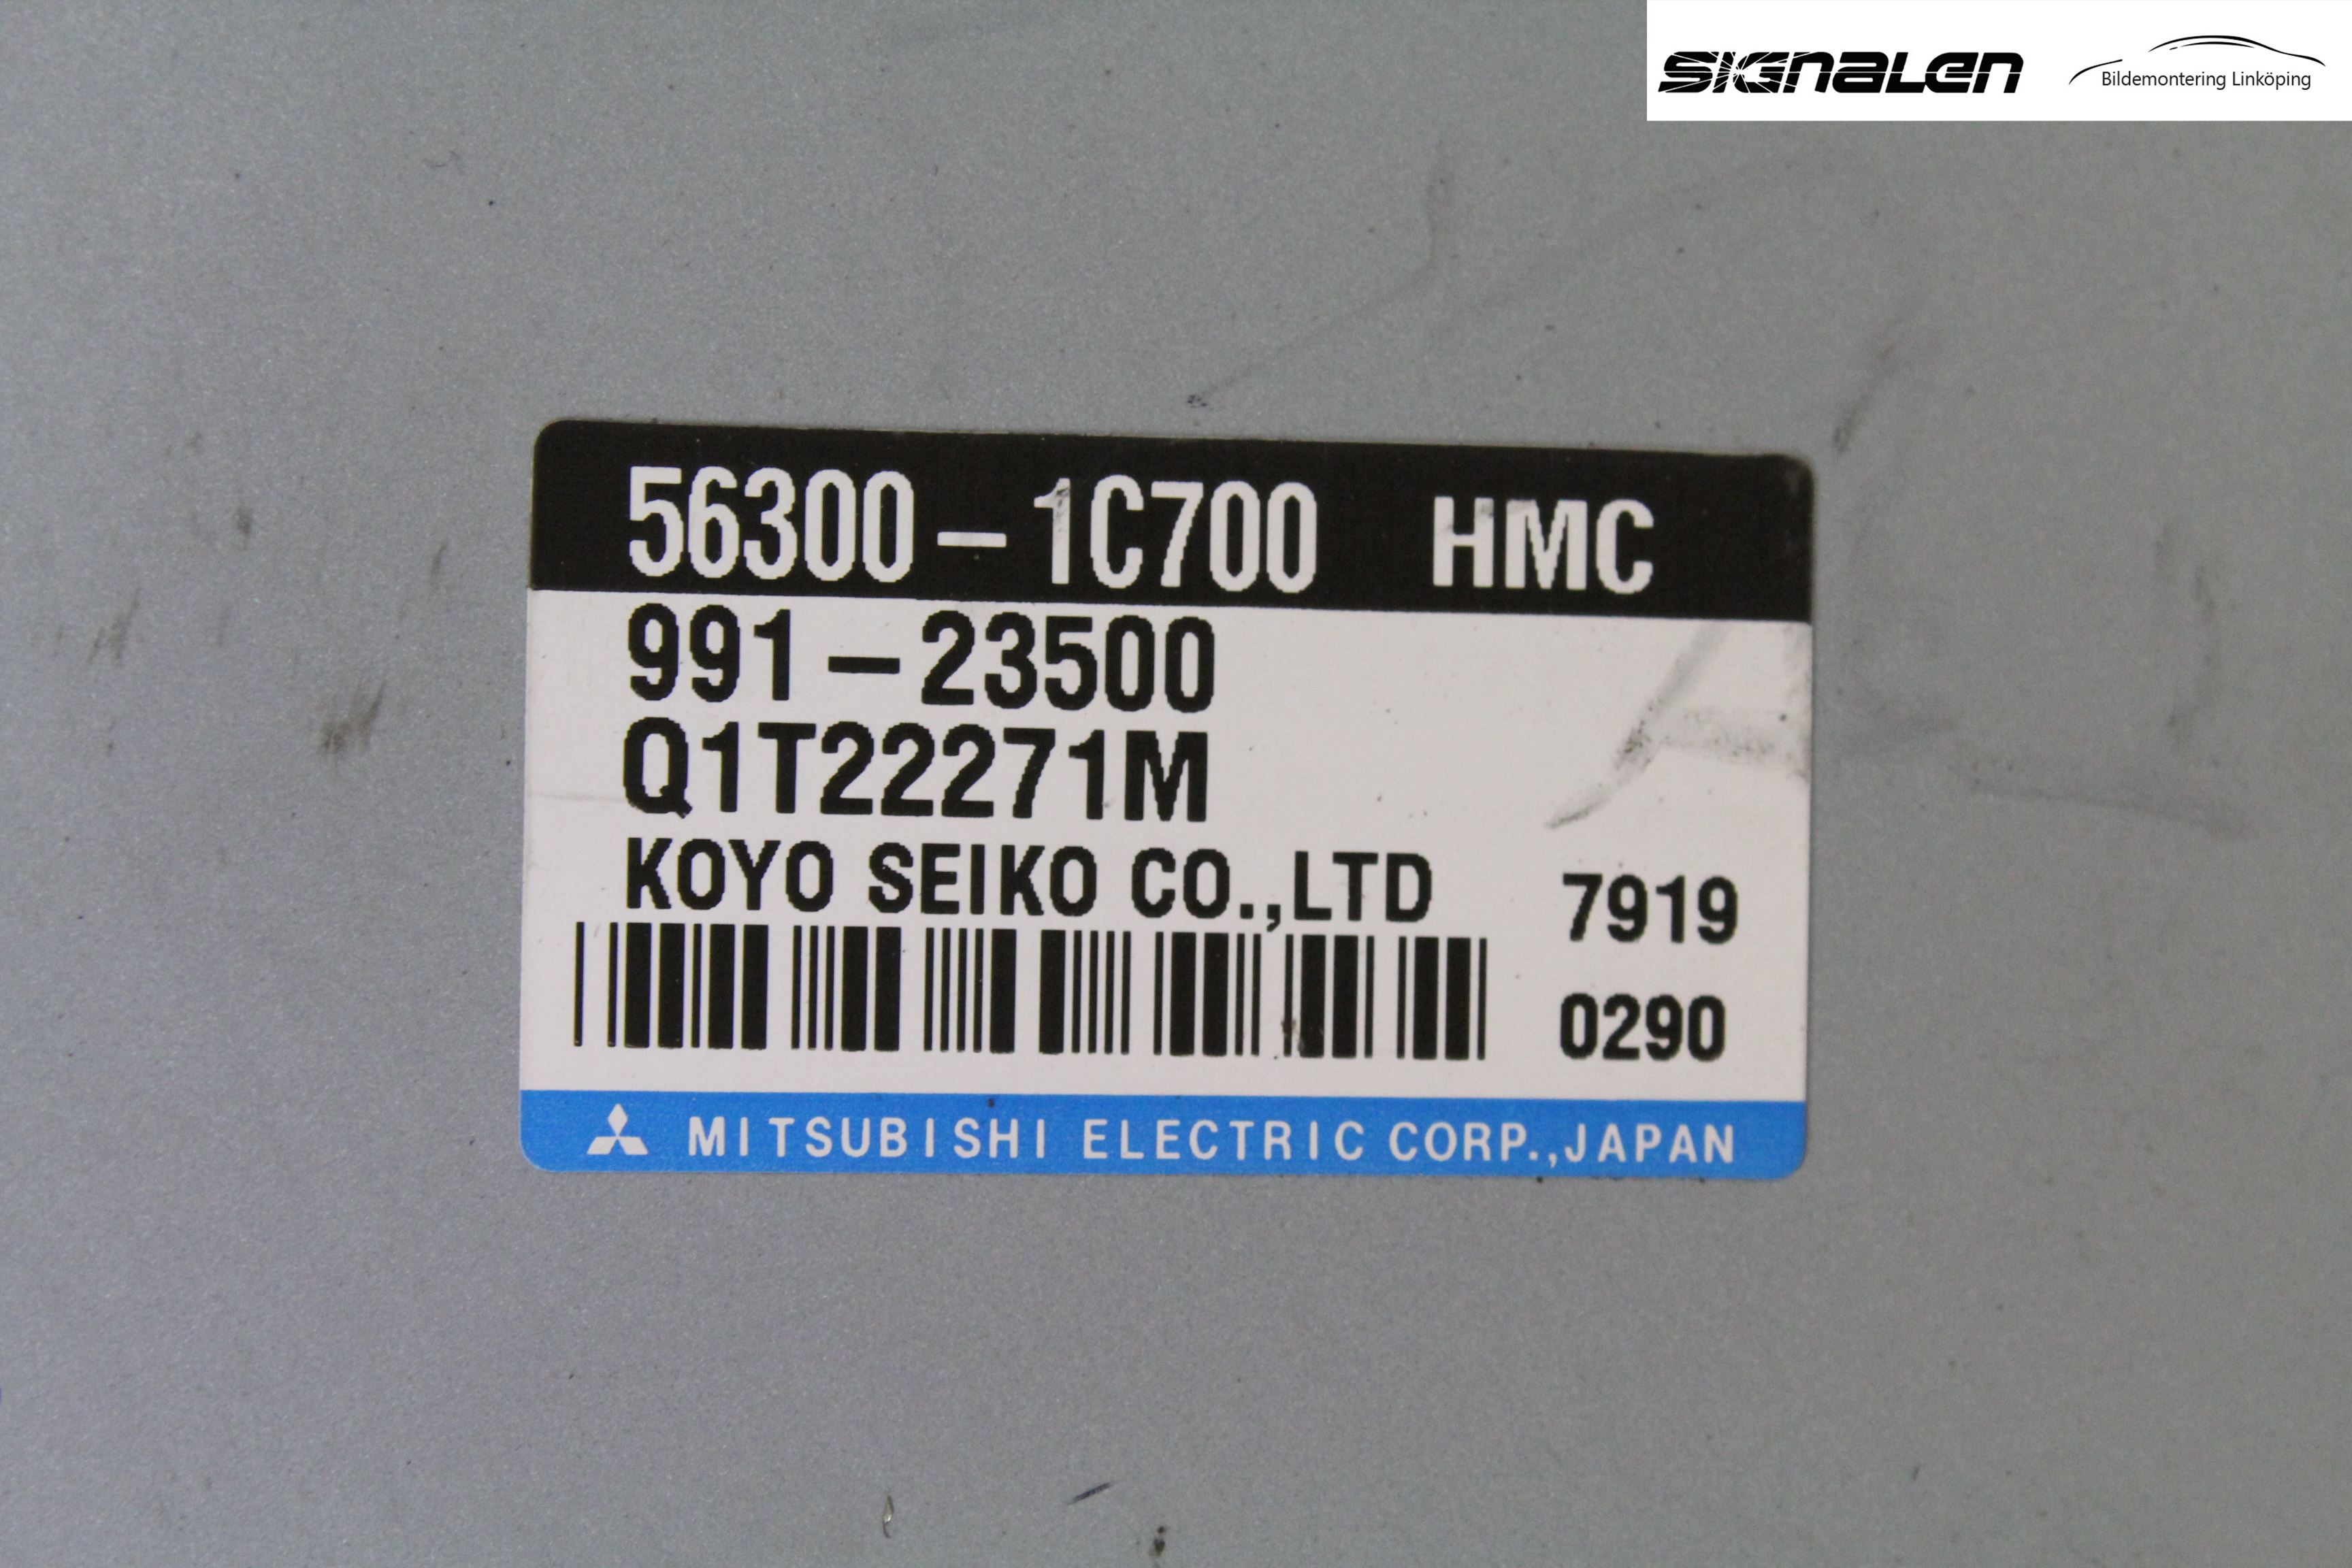 SIGNALEN
Bildemontering Linköping
56300-1C700 HMC
991-23500
Q1T22271M
KOYO SEIKO CO.,LTD 7919
0290
MITSUBISHI ELECTRIC CORP.,JAPAN